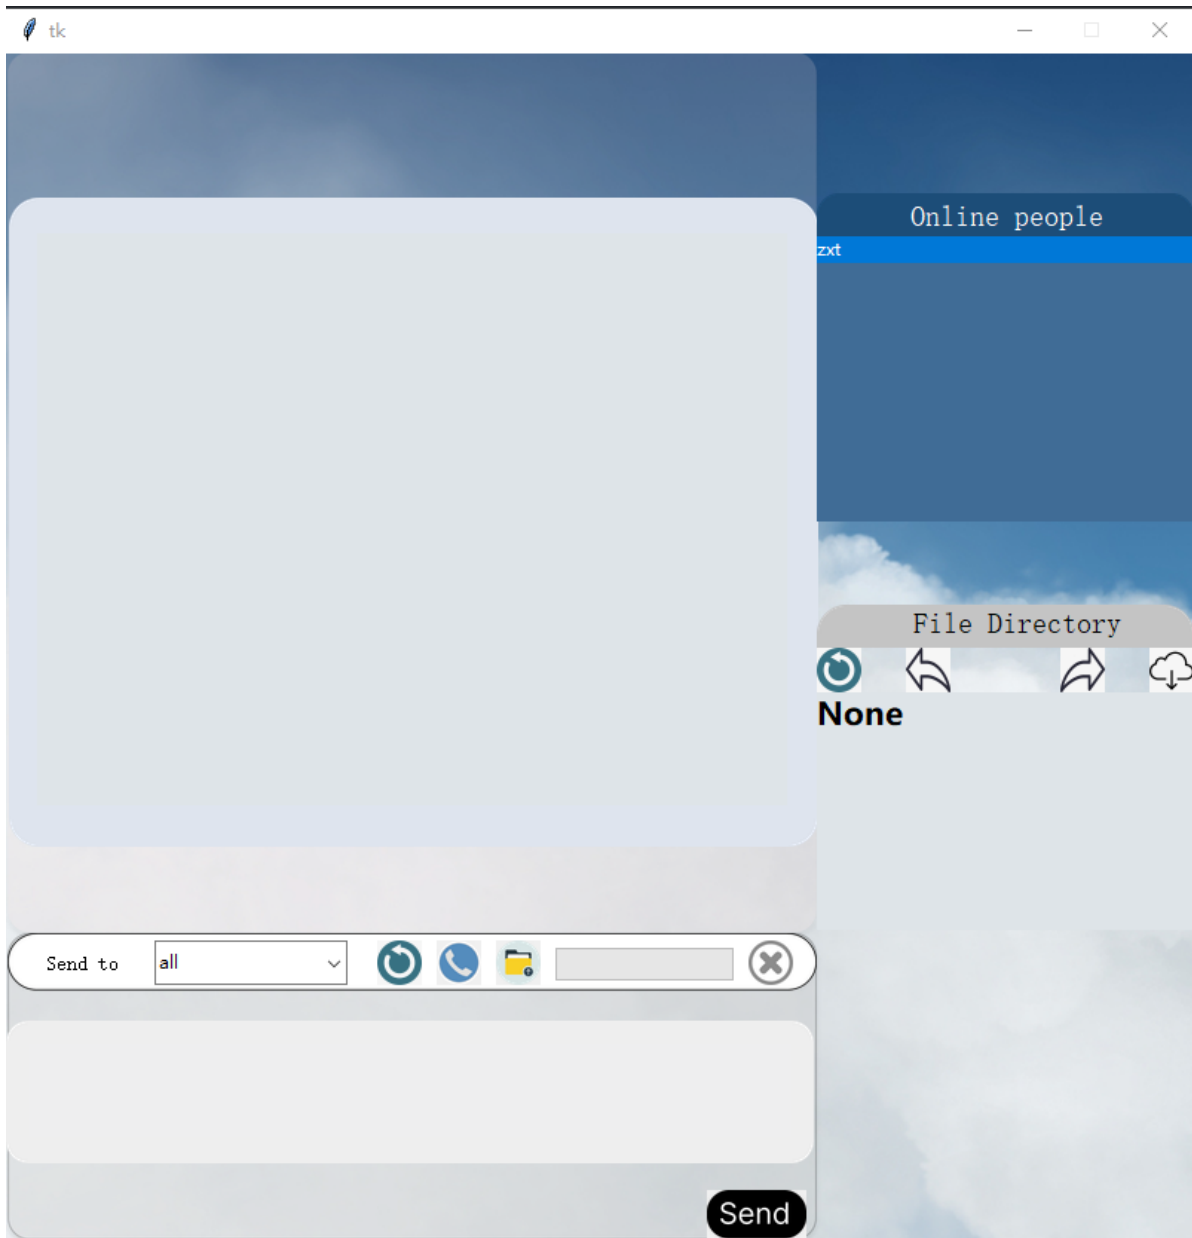 tk
Online people
zxt
File Directory
None
Send to
all
Send